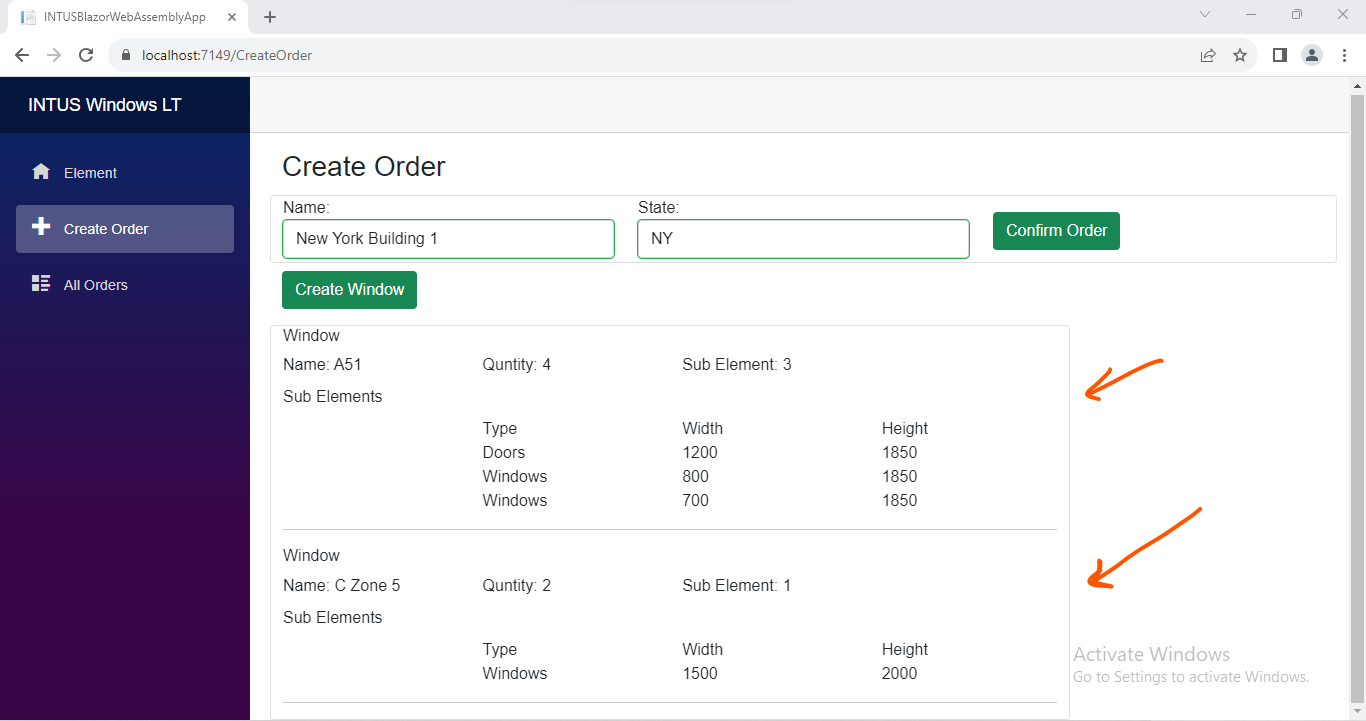 INTUSBlazorWebAssemblyApp
localhost:7149/CreateOrder
INTUS Windows LT
Element
Create Order
All Orders
Create Order
Name: State:
New York Building 1 NY Confirm Order
Create Window
Window
Name: A51 Quntity: 4 Sub Element: 3
Sub Elements
Type Width Height
Doors 1200 1850
Windows 800 1850
Windows 700 1850
Window
Name: C Zone 5 Quntity: 2 Sub Element: 1
Sub Elements
Type Width Height
Windows 1500 2000
Activate Windows
Go to Settings to activate Windows.